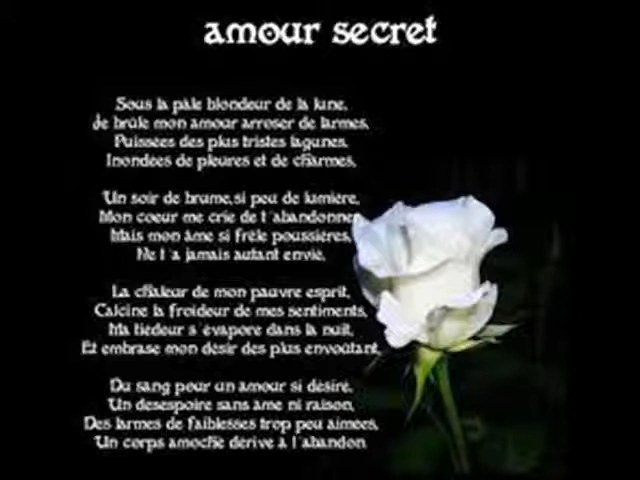 amour secret
Sous la pâle blondeur de la lune,
Je brûle mon amour arroser de larmes,
Puissées des plus tristes lagunes,
Inondées de pleures et de charmes,
Un soir de brume, si peu de lumière,
Mon coeur me crie de t'abandonner
Mais mon âme si frêle poussières,
Ne t'a jamais autant envié,
La chaleur de mon pauvre esprit,
Calcine la froideur de mes sentiments,
Ma tiédeur s'évapore dans la nuit,
Et embrase mon désir des plus envoûtant,
Du sang pour un amour si désiré,
Un desespoire sans âme ni raison,
Des larmes de faiblesses trop peu aimées,
Un corps amoché dérive à l'abandon